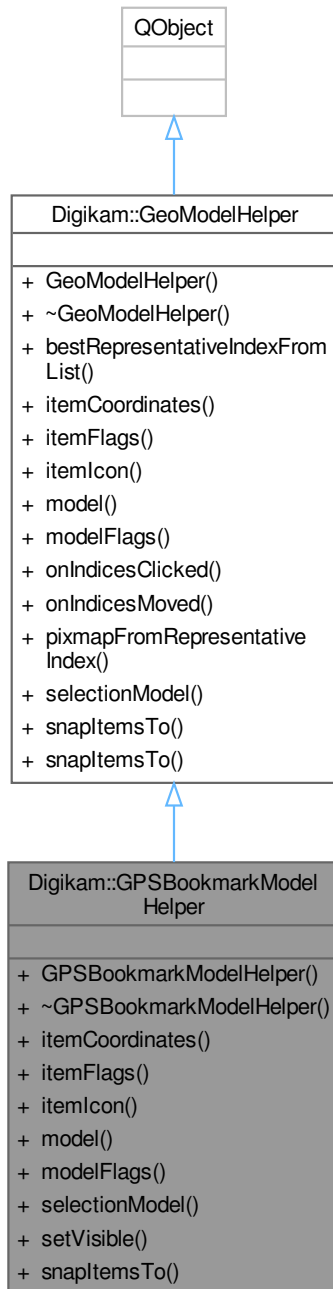 QObject
Digikam::GeoModelHelper
+ GeoModelHelper()
+ ~GeoModelHelper()
+ bestRepresentativeIndexFrom
List()
+ itemCoordinates()
+ itemFlags()
+ itemIcon()
+ model()
+ modelFlags()
+ onIndicesClicked()
+ onIndicesMoved()
+ pixmapFromRepresentative
Index()
+ selectionModel()
+ snapItemsTo()
+ snapItemsTo()
Digikam::GPSBookmarkModel
Helper
+ GPSBookmarkModelHelper()
+ ~GPSBookmarkModelHelper()
+ itemCoordinates()
+ itemFlags()
+ itemIcon()
+ model()
+ modelFlags()
+ selectionModel()
+ setVisible()
+ snapItemsTo()